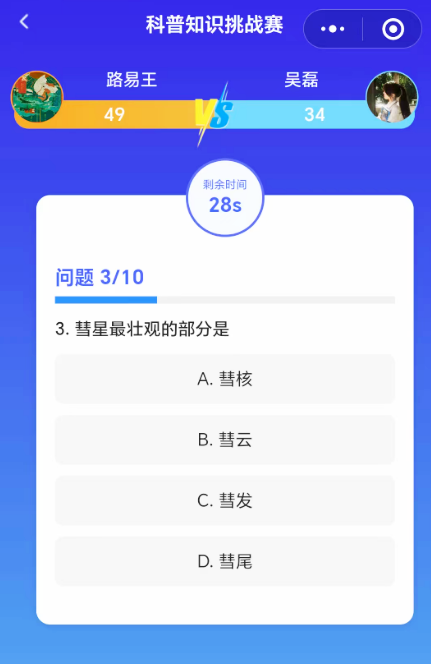 科普知识挑战赛
路易王
吴磊
49
VS
34
剩余时间
28s
问题 3/10
3. 彗星最壮观的部分是
A. 彗核
B. 彗云
C. 彗发
D. 彗尾